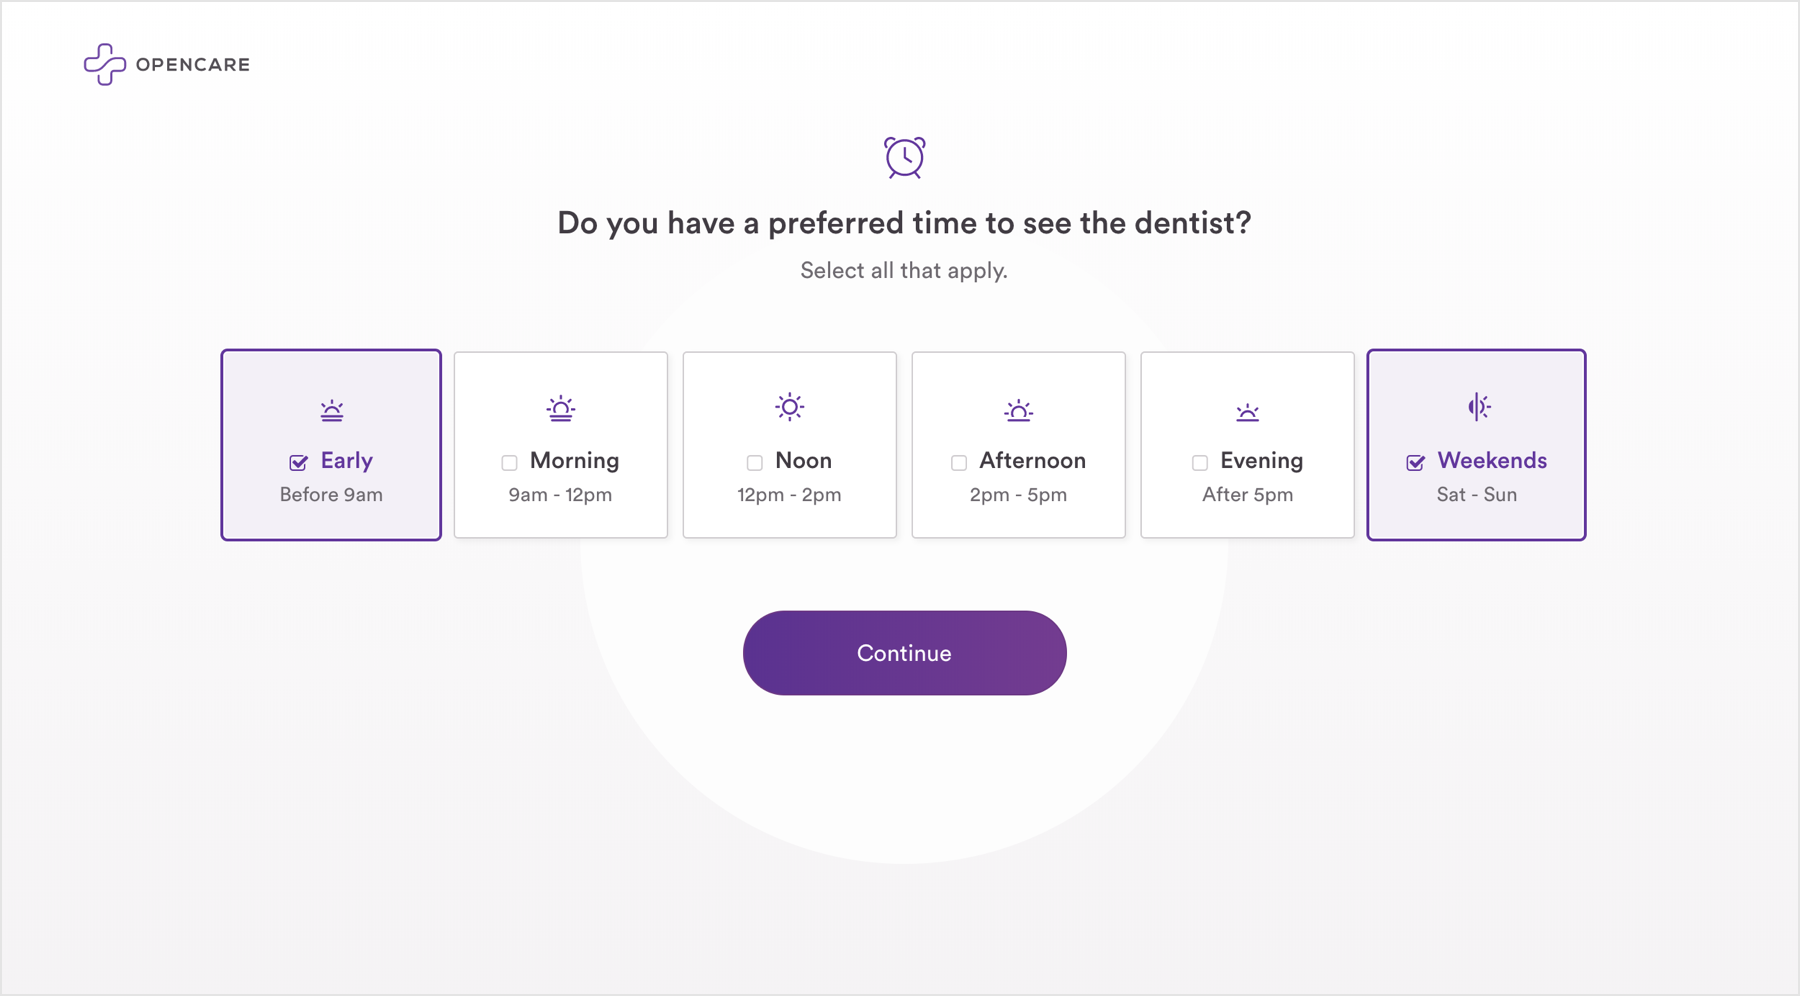 OPENCARE
Do you have a preferred time to see the dentist?
Select all that apply.
Early
Before 9am
Morning
9am - 12pm
Noon
12pm - 2pm
Afternoon
2pm - 5pm
Evening
After 5pm
Weekends
Sat - Sun
Continue